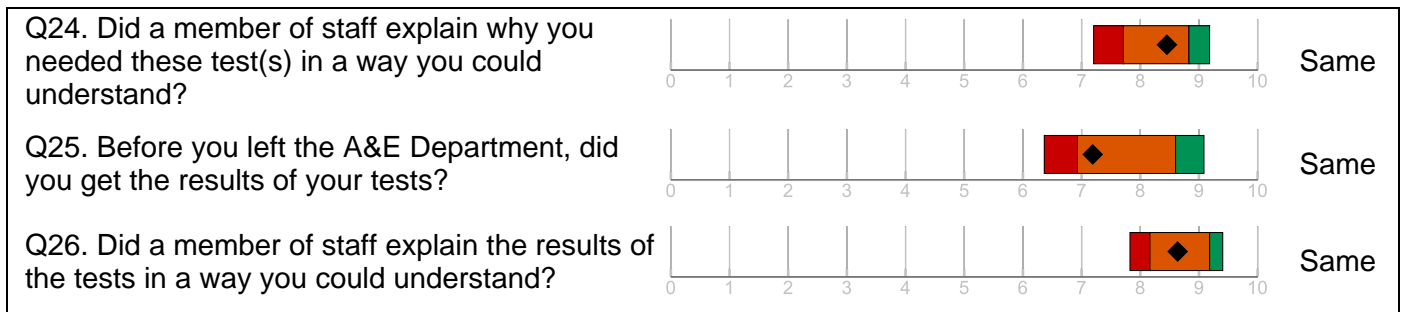 Q24. Did a member of staff explain why you
needed these test(s) in a way you could
understand?
0 1 2 3 4 5 6 7 8 9 10
Same
Q25. Before you left the A&E Department, did
you get the results of your tests?
0 1 2 3 4 5 6 7 8 9 10
Same
Q26. Did a member of staff explain the results of
the tests in a way you could understand?
0 1 2 3 4 5 6 7 8 9 10
Same